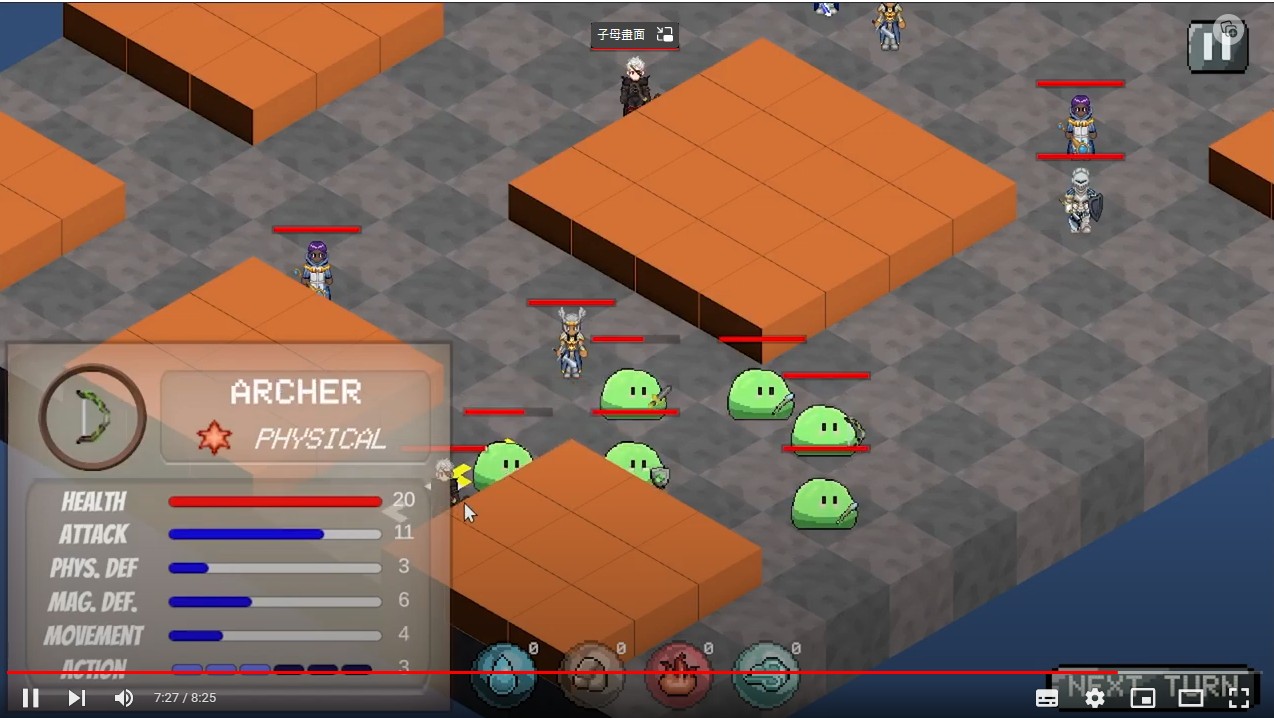 子母畫面
ARCHER
PHYSICAL
HEALTH 20
ATTACK 11
PHYS. DEF 3
MAG. DEF. 6
MOVEMENT 4
ACTION 3
0 0 0 0
NEXT TURN
7:27 / 8:25